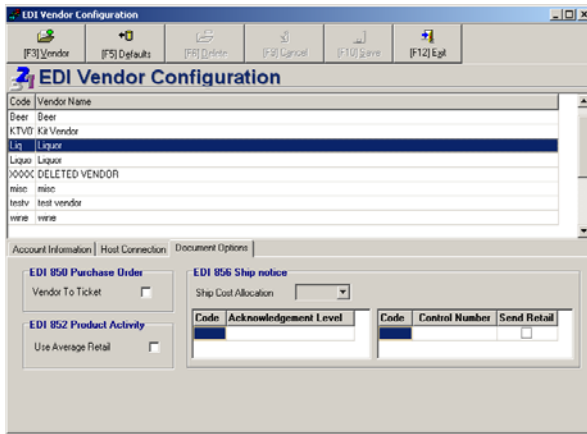 EDI Vendor Configuration
[F3] Vendor [F5] Defaults [F8] Delete [F9] Cancel [F10] Save [F12] Exit
EDI Vendor Configuration
Code Vendor Name
Beer Beer
KTV0 Kit Vendor
Liq Liquor
Liquo Liquor
XXXX DELETED VENDOR
misc misc
testv test vendor
wine wine
Account Information Host Connection Document Options
EDI 850 Purchase Order EDI 856 Ship notice
Vendor To Ticket Ship Cost Allocation
Code Acknowledgement Level Code Control Number Send Retail
EDI 852 Product Activity
Use Average Retail